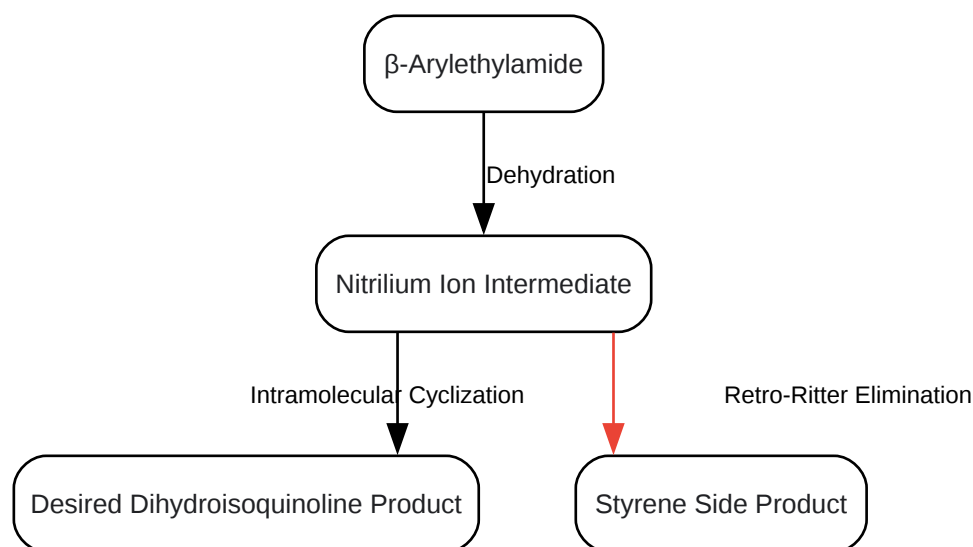 β-Arylethylamide
Dehydration
Nitrilium Ion Intermediate
Intramolecular Cyclization
Retro-Ritter Elimination
Desired Dihydroisoquinoline Product
Styrene Side Product